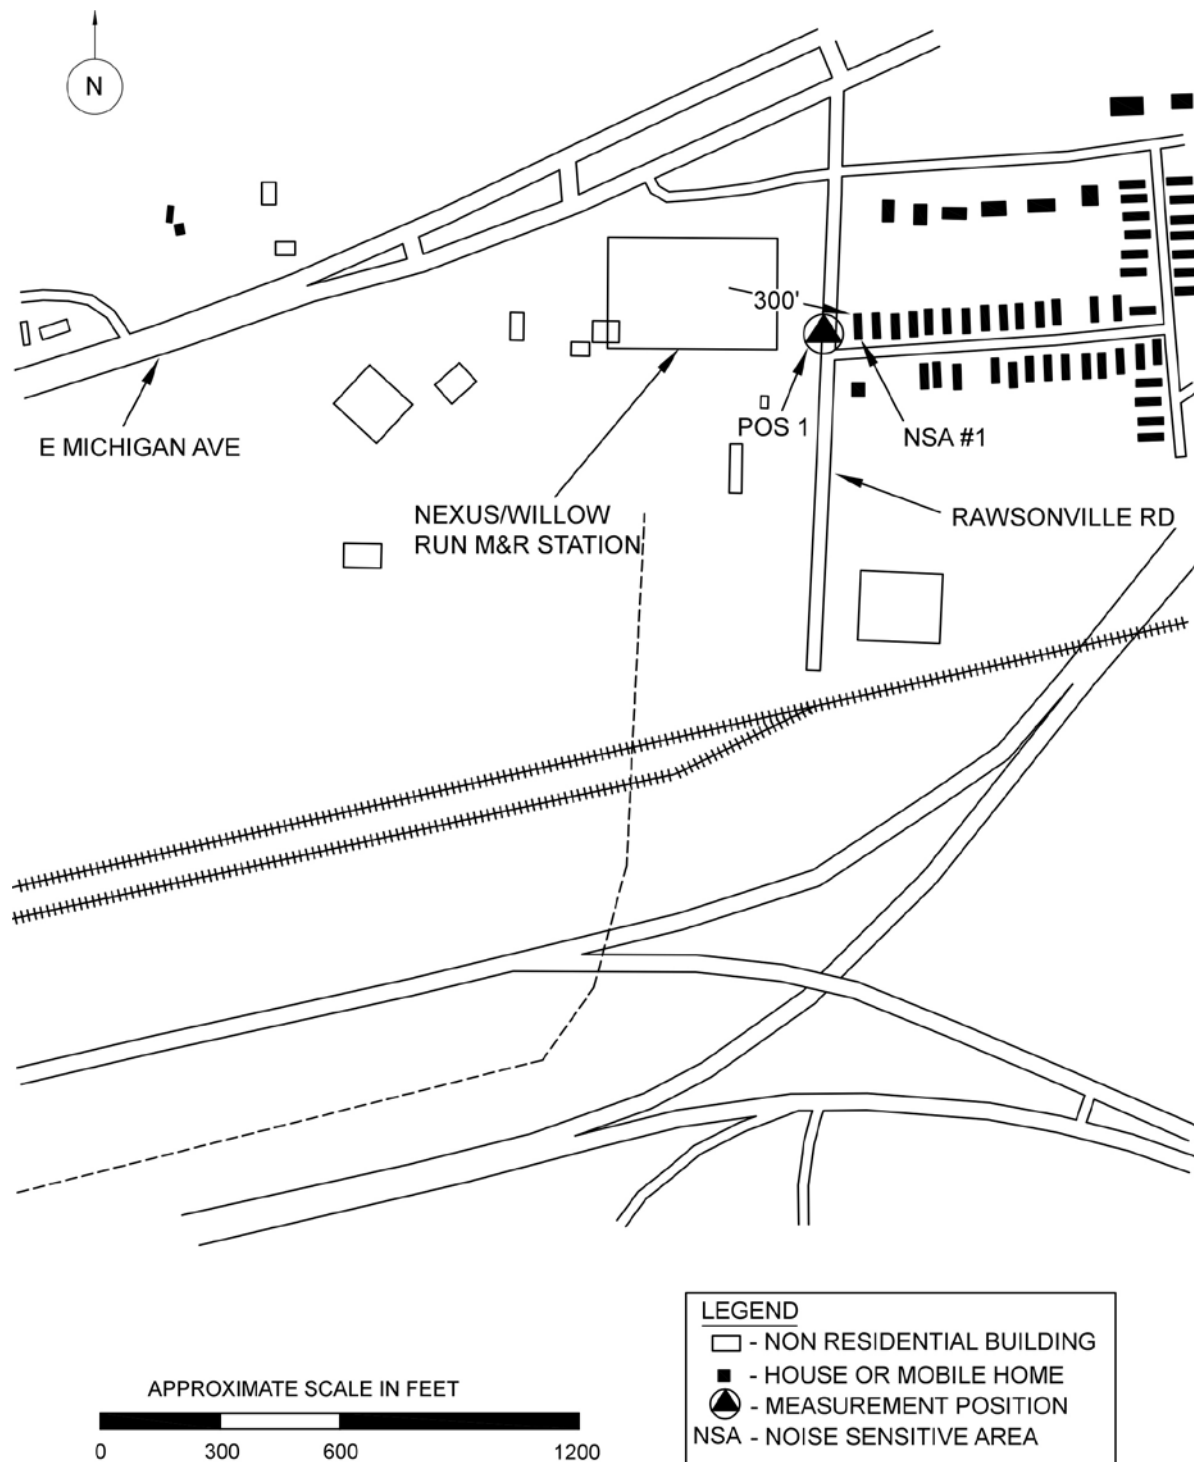 N
300'
POS 1
NSA #1
E MICHIGAN AVE
NEXUS/WILLOW
RUN M&R STATION
RAWSONVILLE RD
LEGEND
- NON RESIDENTIAL BUILDING
- HOUSE OR MOBILE HOME
- MEASUREMENT POSITION
NSA - NOISE SENSITIVE AREA
APPROXIMATE SCALE IN FEET
0 300 600 1200